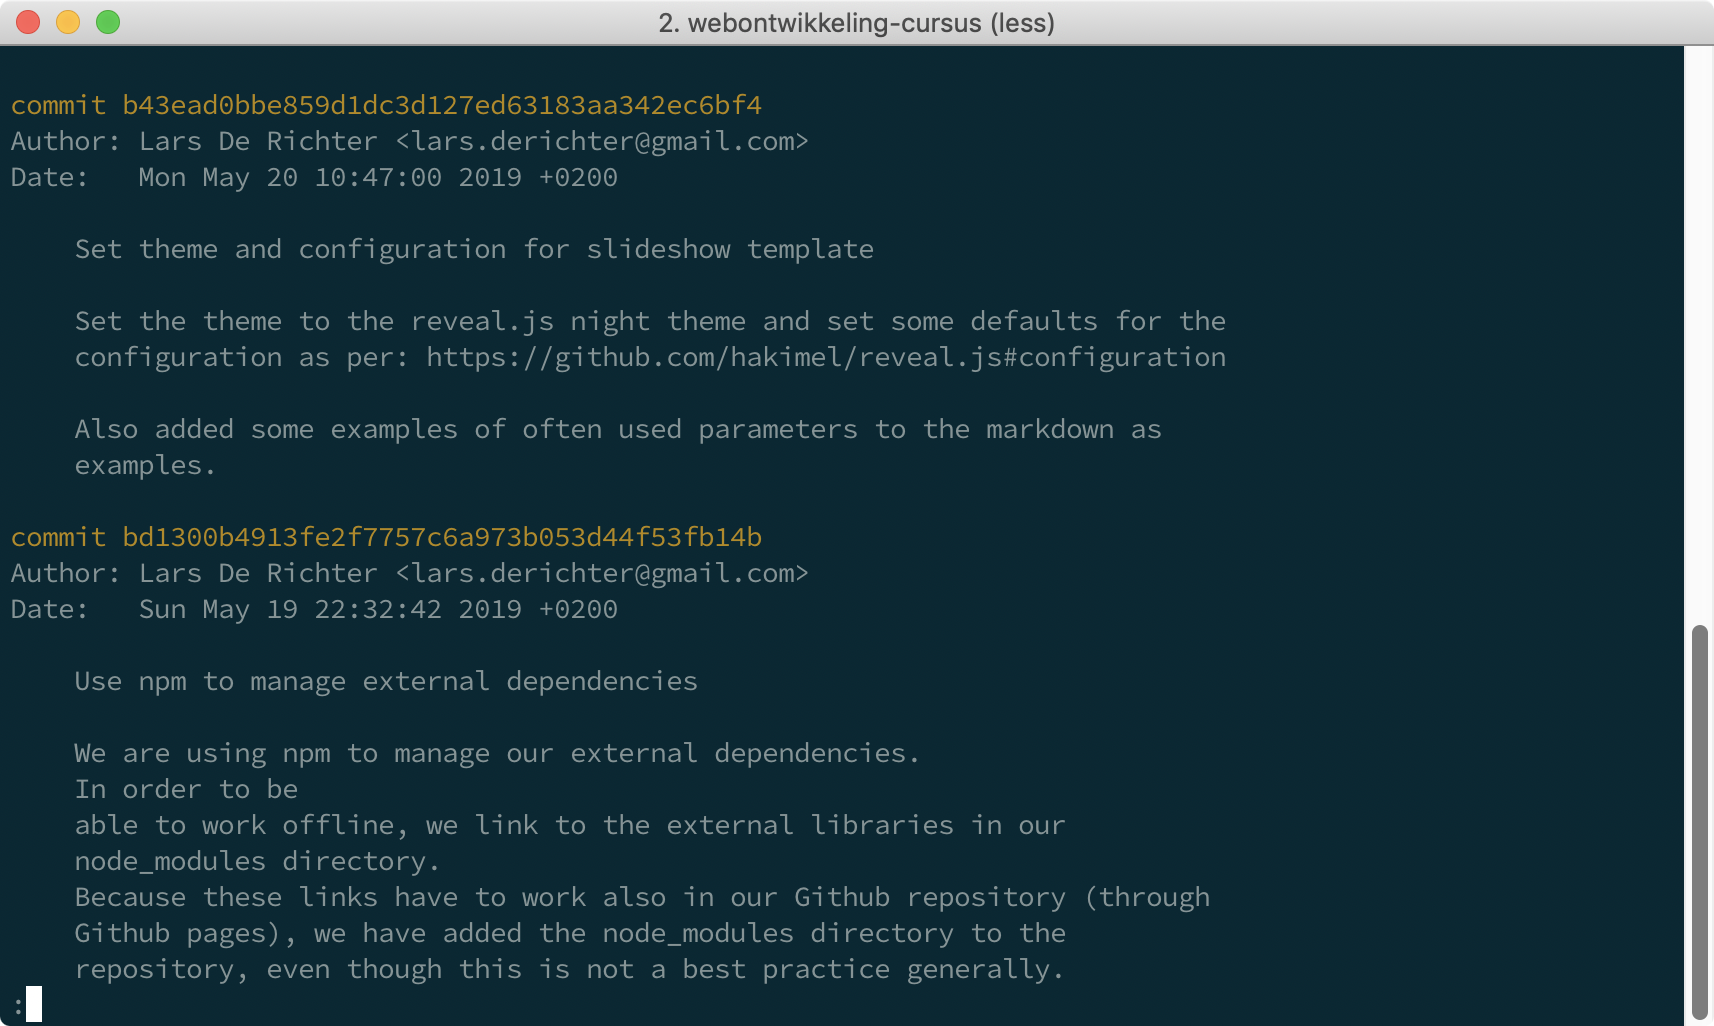 2. webontwikkeling-cursus (less)
commit b43ead0bbe859d1dc3d127ed63183aa342ec6bf4
Author: Lars De Richter <lars.derichter@gmail.com>
Date:   Mon May 20 10:47:00 2019 +0200
Set theme and configuration for slideshow template
Set the theme to the reveal.js night theme and set some defaults for the
configuration as per: https://github.com/hakimel/reveal.js#configuration
Also added some examples of often used parameters to the markdown as
examples.
commit bd1300b4913fe2f7757c6a973b053d44f53fb14b
Author: Lars De Richter <lars.derichter@gmail.com>
Date:   Sun May 19 22:32:42 2019 +0200
Use npm to manage external dependencies
We are using npm to manage our external dependencies.
In order to be
able to work offline, we link to the external libraries in our
node_modules directory.
Because these links have to work also in our Github repository (through
Github pages), we have added the node_modules directory to the
repository, even though this is not a best practice generally.
: